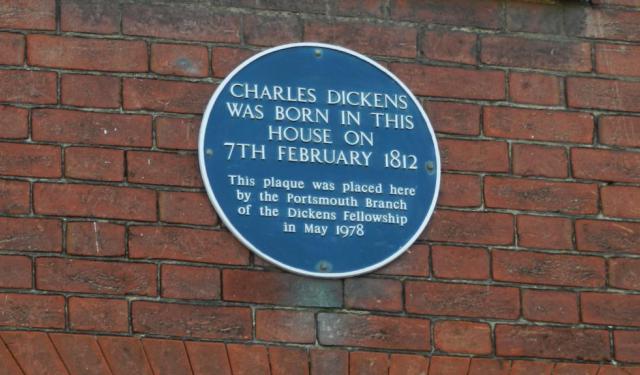 CHARLES DICKENS
WAS BORN IN THIS
HOUSE ON
7TH FEBRUARY 1812
This plaque was placed here
by the Portsmouth Branch
of the Dickens Fellowship
in May 1978